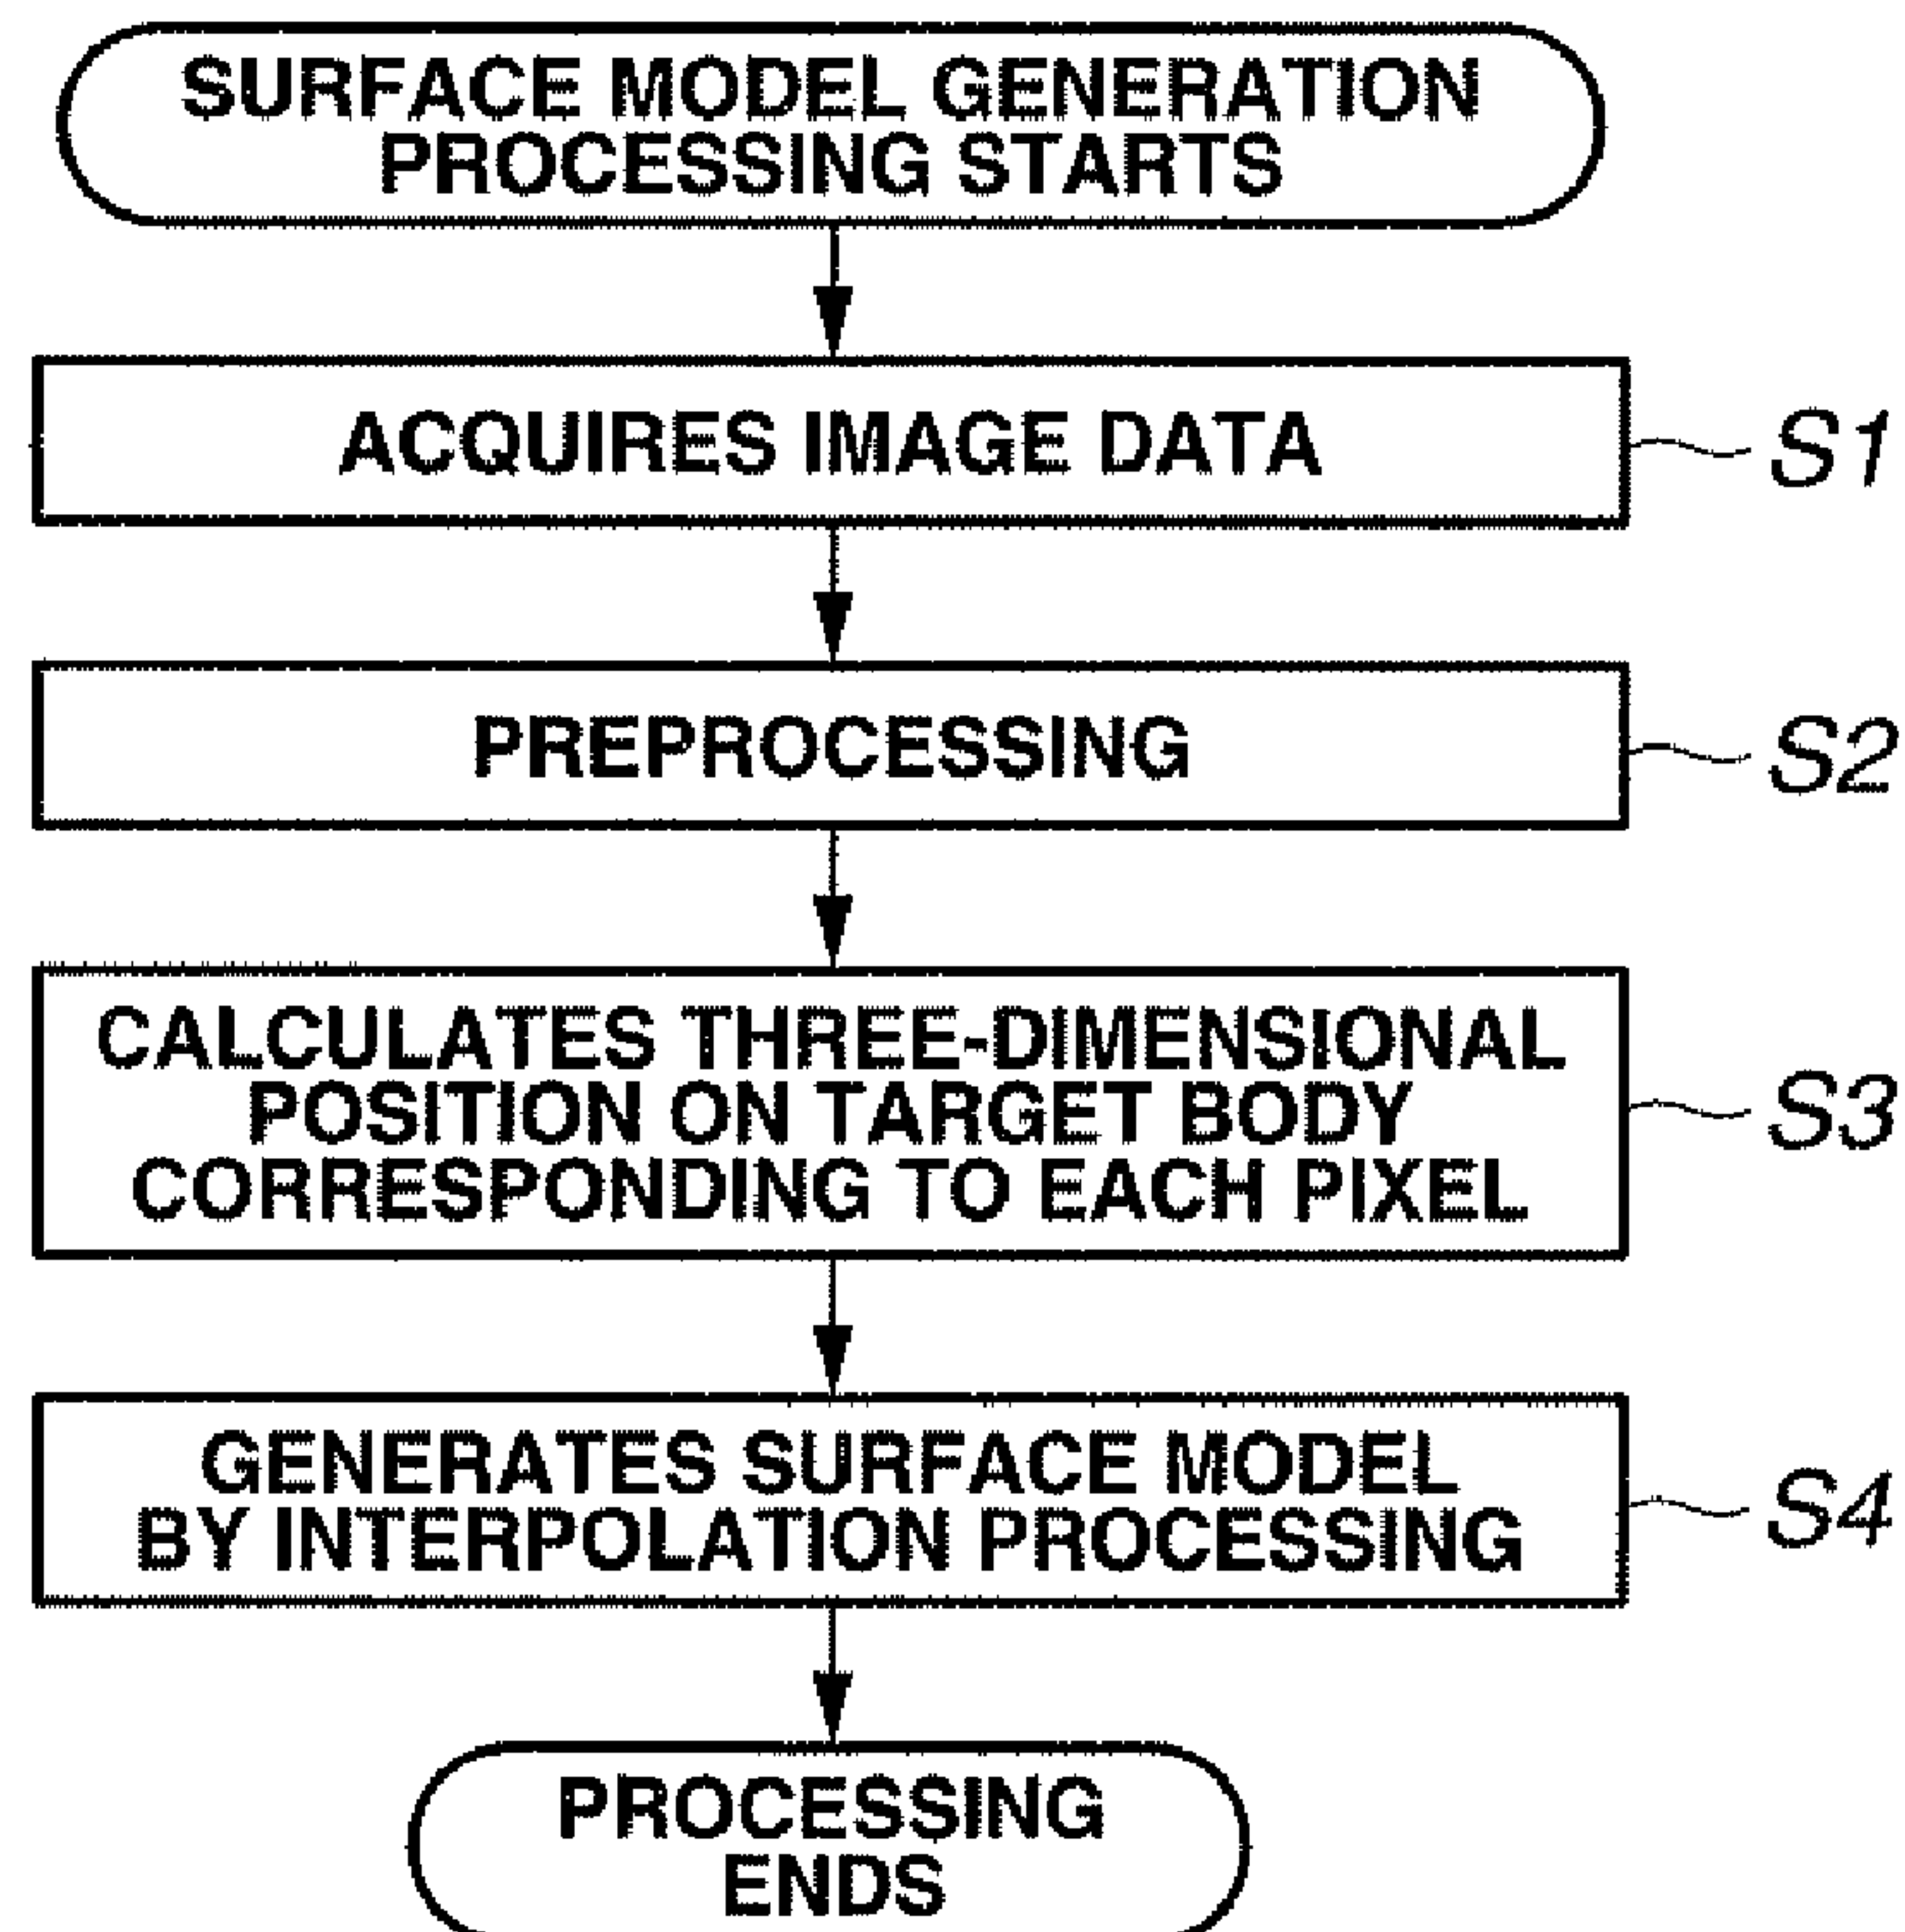 SURFACE MODEL GENERATION
PROCESSING STARTS
ACQUIRES IMAGE DATA
S1
PREPROCESSING
S2
CALCULATES THREE-DIMENSIONAL
POSITION ON TARGET BODY
CORRESPONDING TO EACH PIXEL
S3
GENERATES SURFACE MODEL
BY INTERPOLATION PROCESSING
S4
PROCESSING
ENDS